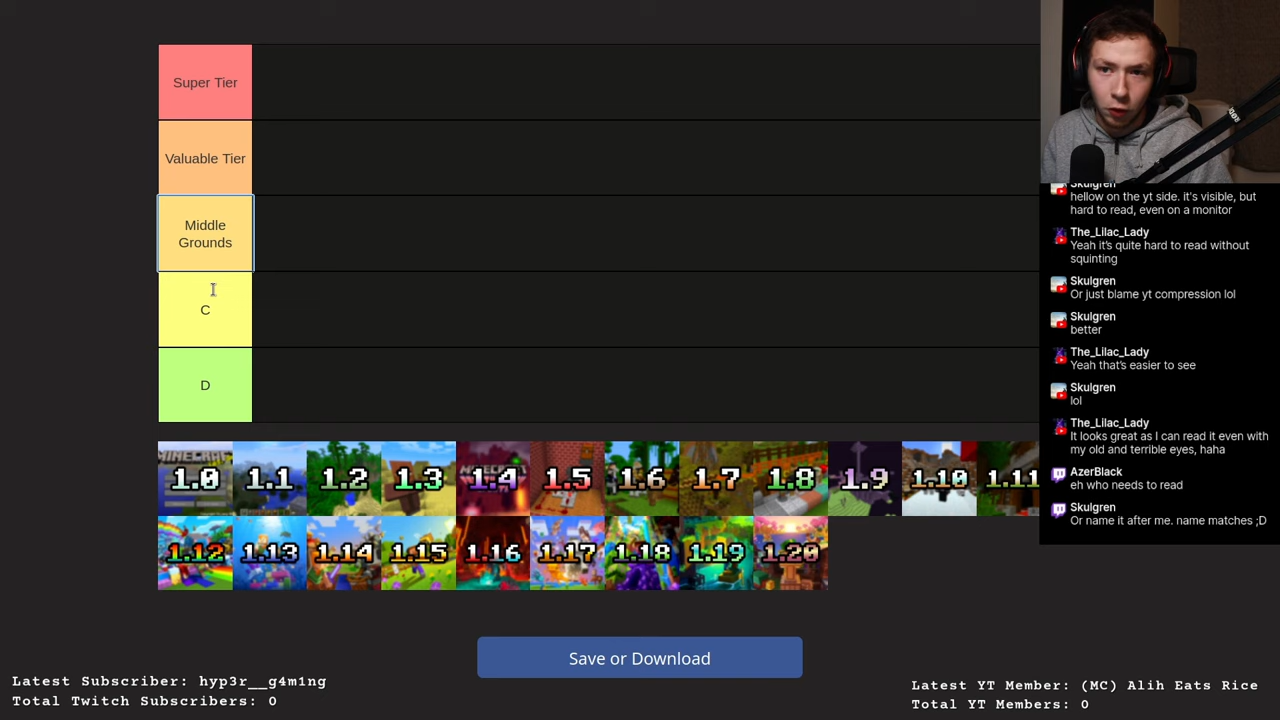 Super Tier
Valuable Tier
Middle
Grounds
C
D
1.0 1.1 1.2 1.3 1.4 1.5 1.6 1.7 1.8 1.9 1.10 1.11
1.12 1.13 1.14 1.15 1.16 1.17 1.18 1.19 1.20
Save or Download
Latest Subscriber: hyp3r__g4m1ng
Total Twitch Subscribers: 0
Skulgren
hellow on the yt side. it's visible, but
hard to read, even on a monitor
The_Lilac_Lady
Yeah it's quite hard to read without
squinting
Skulgren
Or just blame yt compression lol
Skulgren
better
The_Lilac_Lady
Yeah that's easier to see
Skulgren
lol
The_Lilac_Lady
It looks great as I can read it even with
my old and terrible eyes, haha
AzerBlack
eh who needs to read
Skulgren
Or name it after me. name matches ;D
Latest YT Member: (MC) Alih Eats Rice
Total YT Members: 0